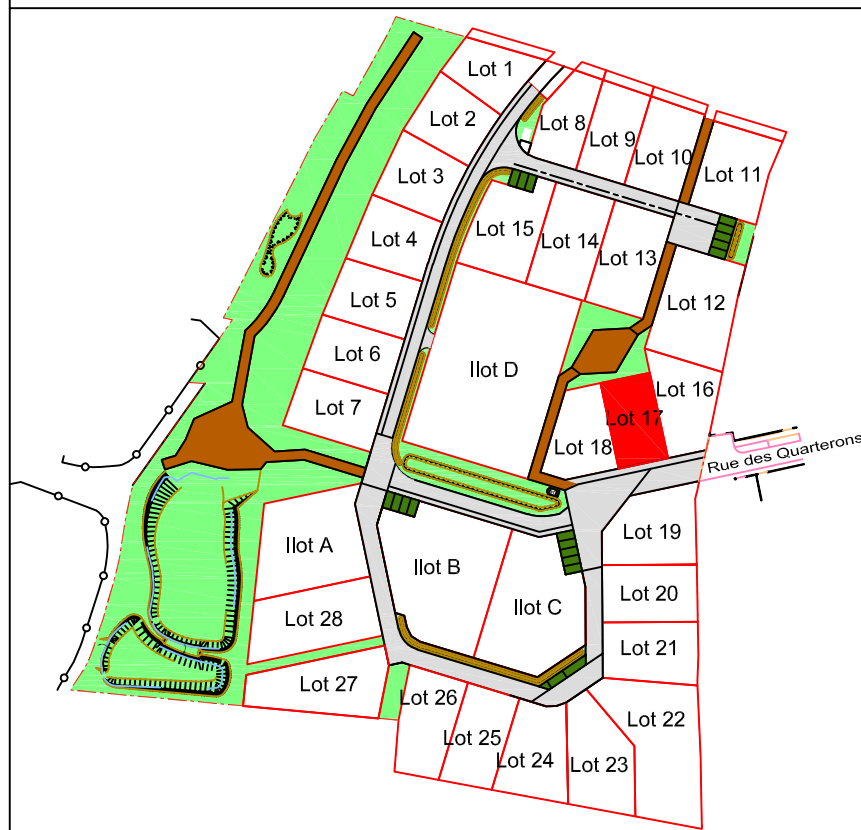 Lot 1
Lot 2
Lot 8
Lot 9
Lot 10
Lot 11
Lot 3
Lot 4
Lot 15
Lot 14
Lot 13
Lot 5
Lot 12
Lot 6
Ilot D
Lot 7
Lot 16
Lot 17
Lot 18
Rue des Quarterons
Lot 19
Ilot A
Ilot B
Ilot C
Lot 20
Lot 28
Lot 21
Lot 27
Lot 26
Lot 22
Lot 25
Lot 24
Lot 23